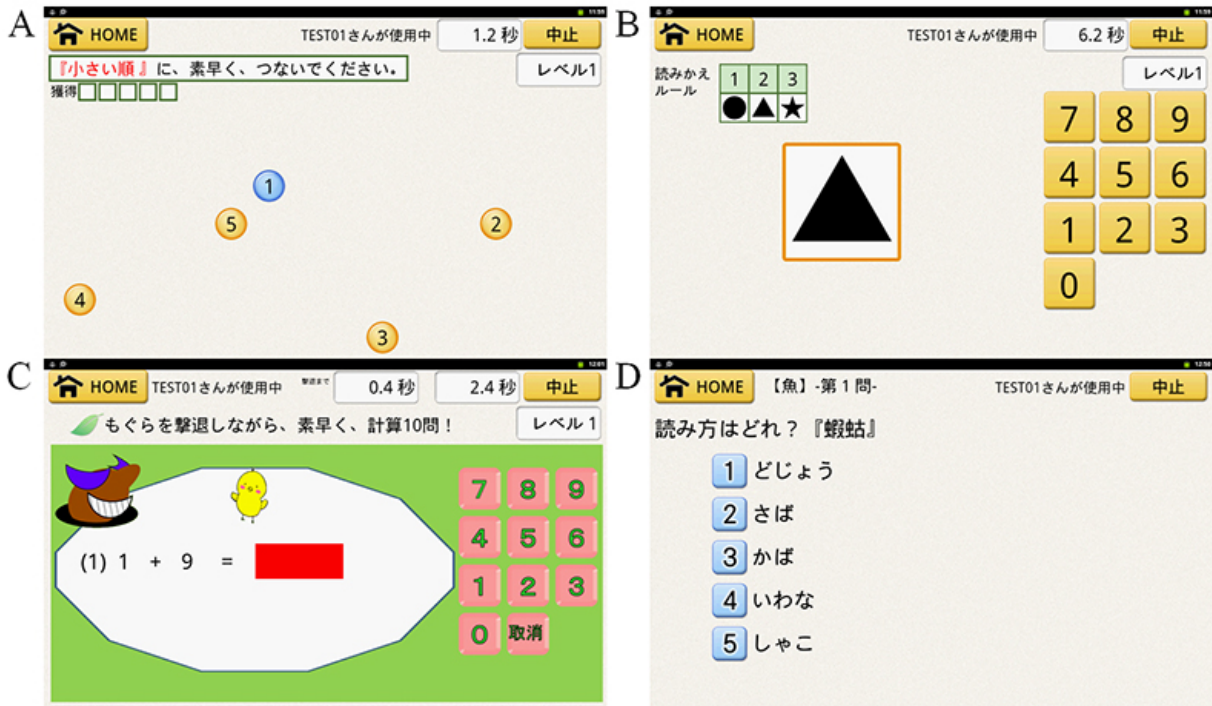 A
11:59
HOME
TEST01さんが使用中
1.2 秒
中止
『小さい順 』に、素早く、つないでください。
レベル1
獲得
1
5
2
4
3
B
11:59
HOME
TEST01さんが使用中
6.2 秒
中止
読みかえ
ルール
1 2 3
レベル1
7 8 9
4 5 6
1 2 3
0
C
12:01
HOME
TEST01さんが使用中
撃退まで
0.4 秒
2.4 秒
中止
もぐらを撃退しながら、素早く、計算10問！
レベル 1
(1) 1 + 9 =
7 8 9
4 5 6
1 2 3
0 取消
D
12:50
HOME
【魚】-第 1 問-
TEST01さんが使用中
中止
読み方はどれ？『蝦蛄』
1 どじょう
2 さば
3 かば
4 いわな
5 しゃこ